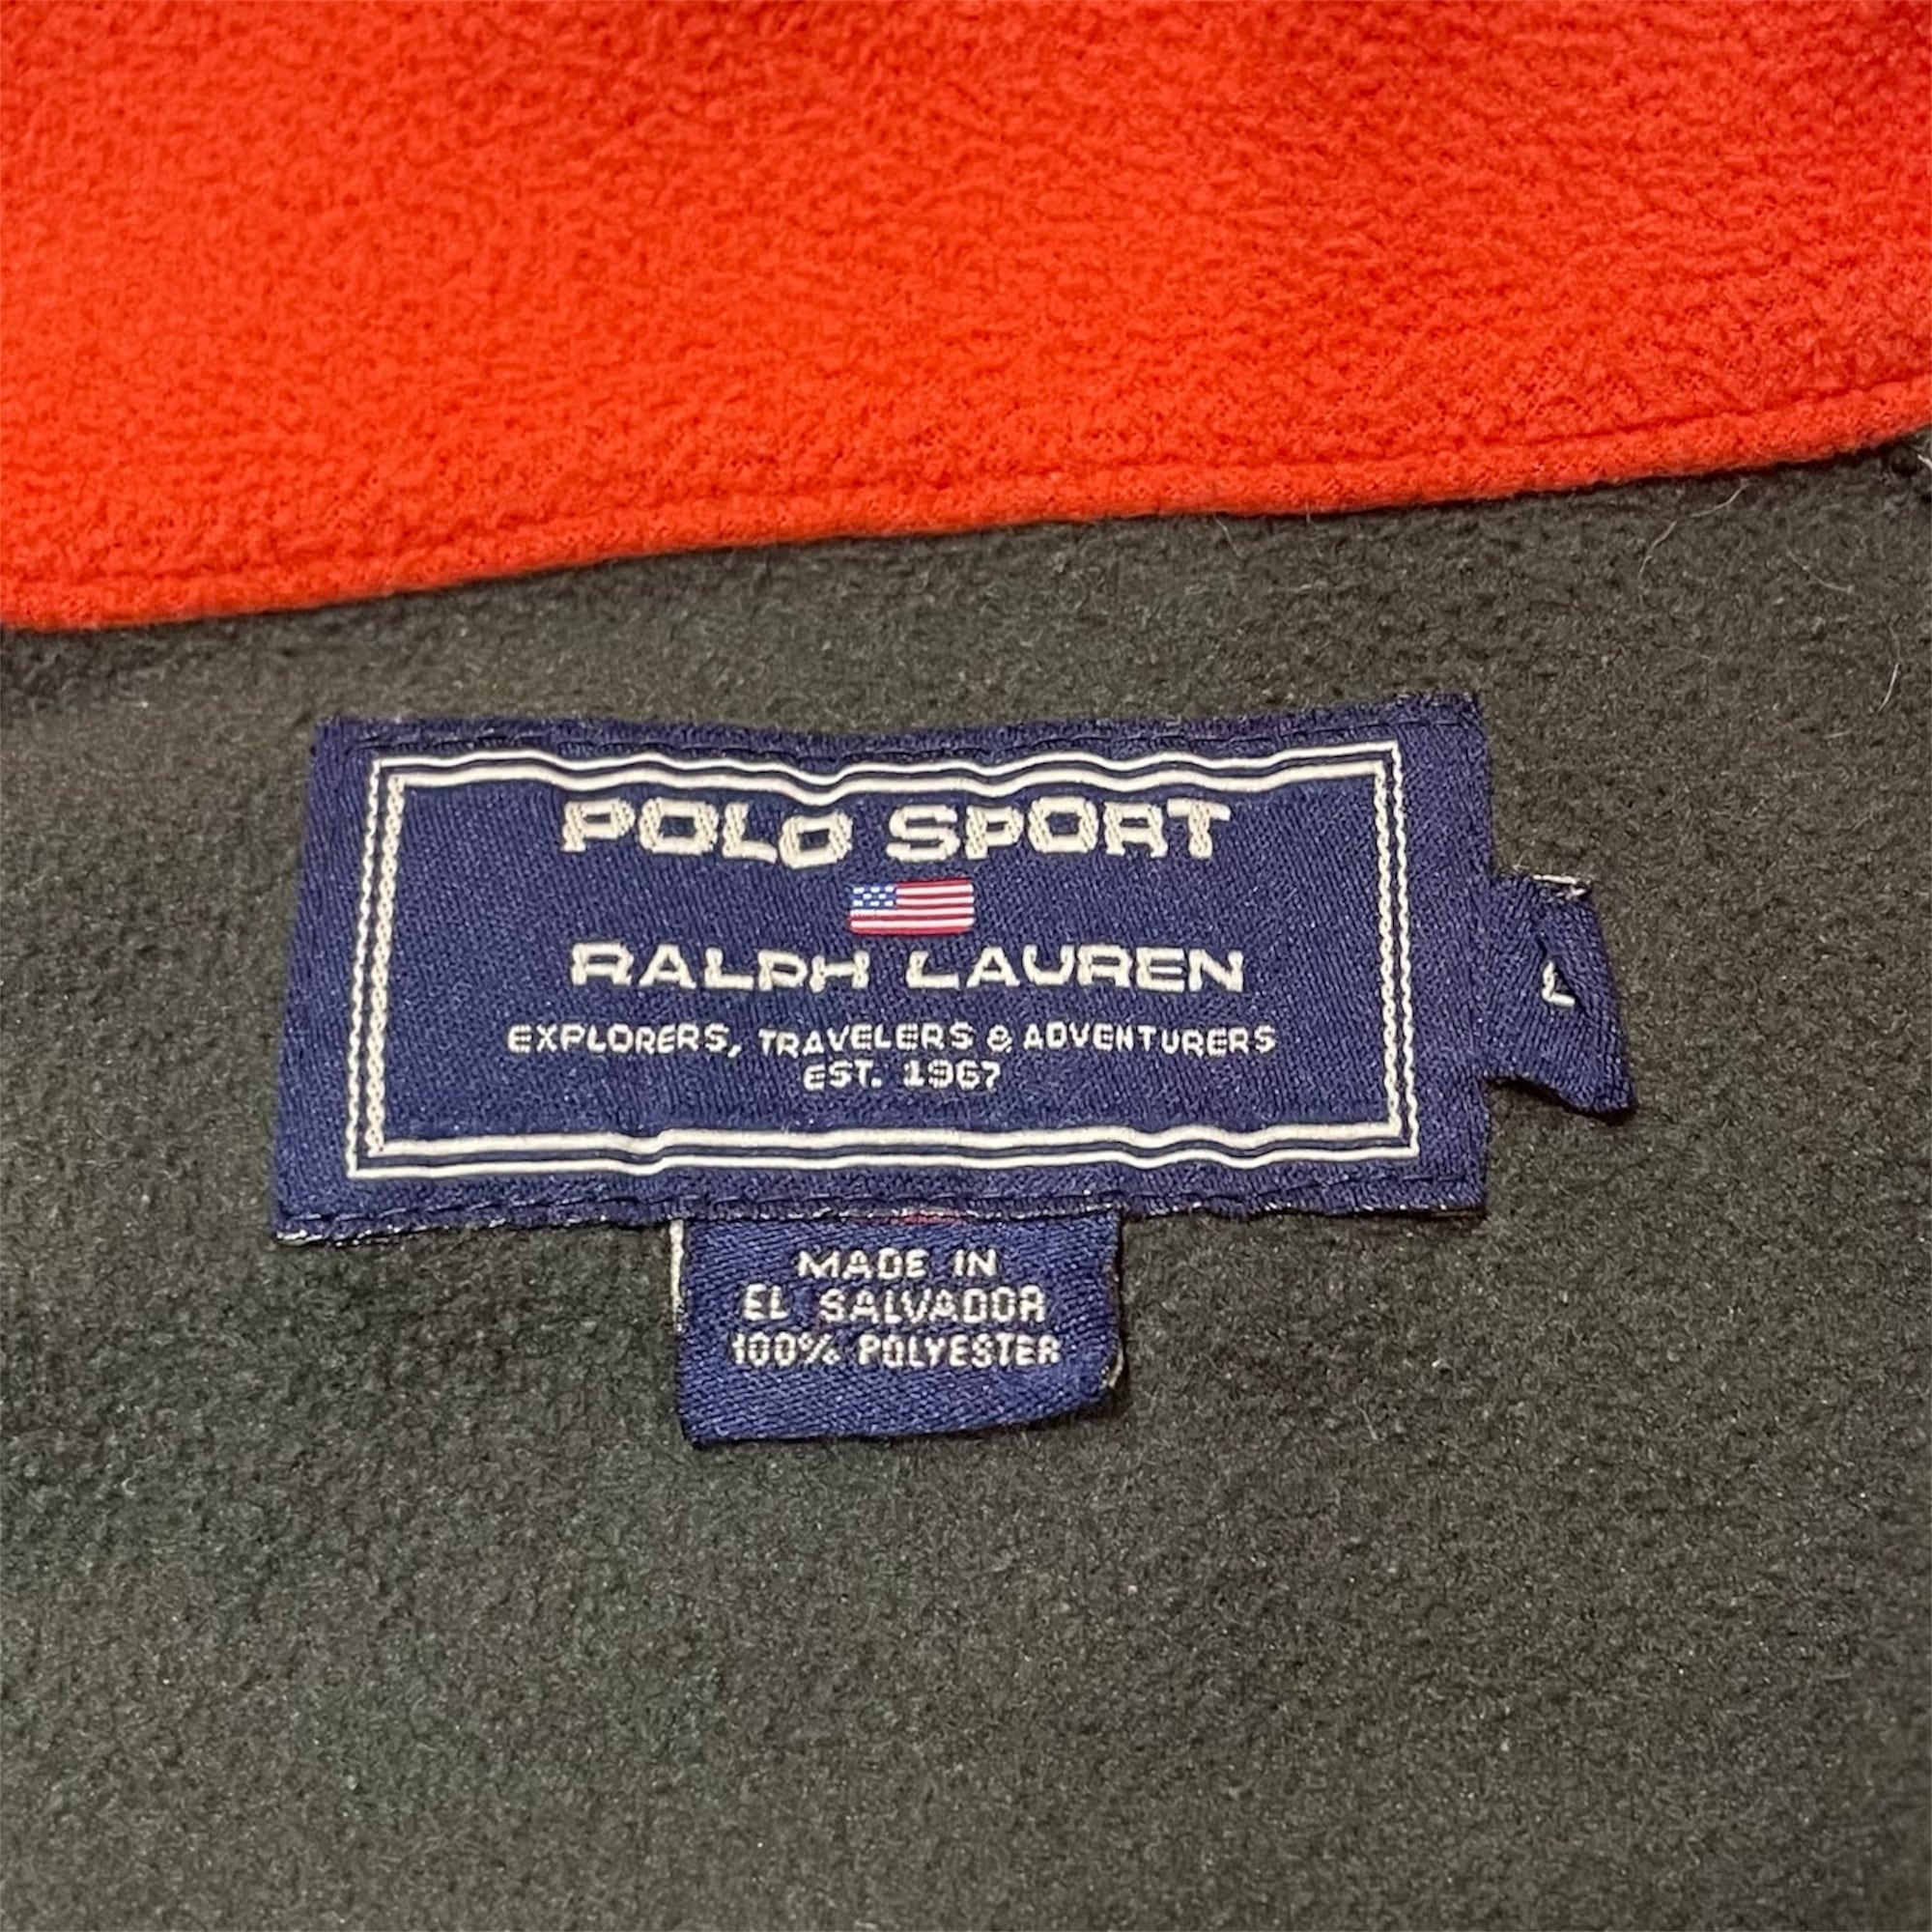 POLO SPORT
RALPH LAUREN
EXPLORERS, TRAVELERS & ADVENTURERS
EST. 1967
L
MADE IN
EL SALVADOR
100% POLYESTER